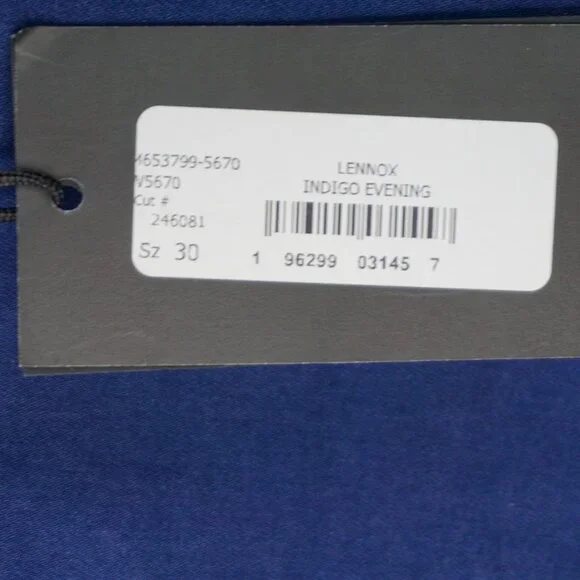 M653799-5670
W5670
Cut #
246081
Sz 30
LENNOX
INDIGO EVENING
1 96299 03145 7